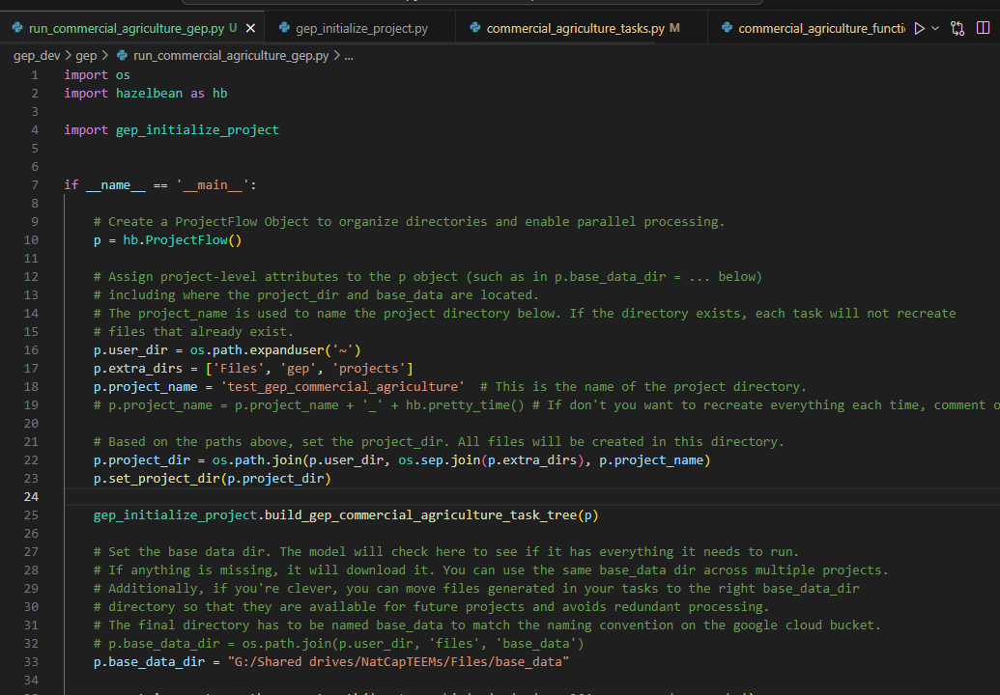 run_commercial_agriculture_gep.py U
gep_initialize_project.py
commercial_agriculture_tasks.py M
commercial_agriculture_functi
gep_dev > gep > run_commercial_agriculture_gep.py > ...
1 import os
2 import hazelbean as hb
3
4 import gep_initialize_project
5
6
7 if __name__ == '__main__':
8
9 # Create a ProjectFlow Object to organize directories and enable parallel processing.
10 p = hb.ProjectFlow()
11
12 # Assign project-level attributes to the p object (such as in p.base_data_dir = ... below)
13 # including where the project_dir and base_data are located.
14 # The project_name is used to name the project directory below. If the directory exists, each task will not recreate
15 # files that already exist.
16 p.user_dir = os.path.expanduser('~')
17 p.extra_dirs = ['Files', 'gep', 'projects']
18 p.project_name = 'test_gep_commercial_agriculture'  # This is the name of the project directory.
19 # p.project_name = p.project_name + '_' + hb.pretty_time() # If don't you want to recreate everything each time, comment o
20
21 # Based on the paths above, set the project_dir. All files will be created in this directory.
22 p.project_dir = os.path.join(p.user_dir, os.sep.join(p.extra_dirs), p.project_name)
23 p.set_project_dir(p.project_dir)
24
25 gep_initialize_project.build_gep_commercial_agriculture_task_tree(p)
26
27 # Set the base data dir. The model will check here to see if it has everything it needs to run.
28 # If anything is missing, it will download it. You can use the same base_data dir across multiple projects.
29 # Additionally, if you're clever, you can move files generated in your tasks to the right base_data_dir
30 # directory so that they are available for future projects and avoids redundant processing.
31 # The final directory has to be named base_data to match the naming convention on the google cloud bucket.
32 # p.base_data_dir = os.path.join(p.user_dir, 'files', 'base_data')
33 p.base_data_dir = "G:/Shared drives/NatCapTEEMs/Files/base_data"
34